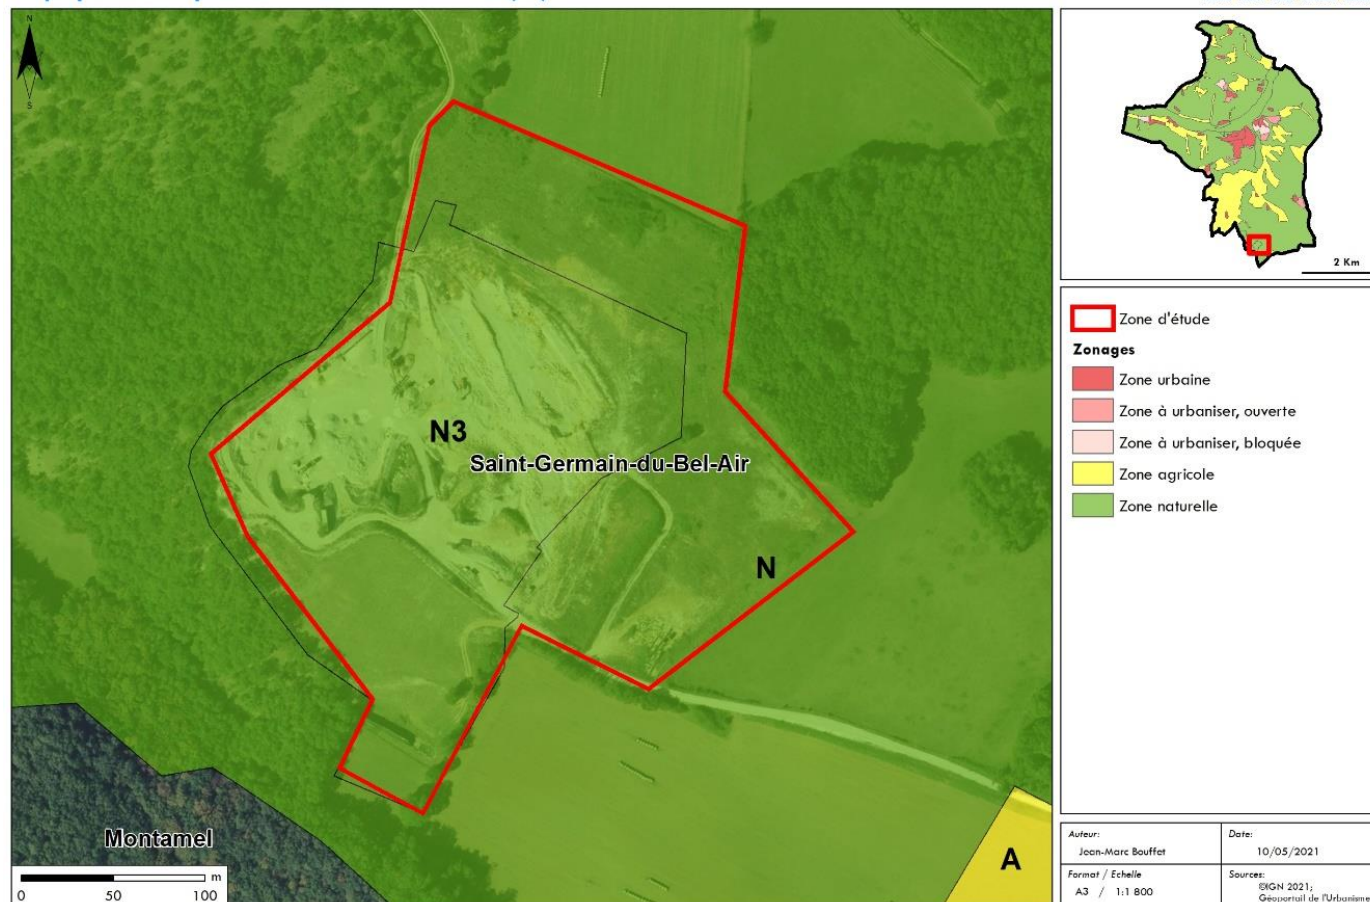 N
S
N3
Saint-Germain-du-Bel-Air
N
Montamel
A
m
0 50 100
2 Km
Zone d'étude
Zonages
Zone urbaine
Zone à urbaniser, ouverte
Zone à urbaniser, bloquée
Zone agricole
Zone naturelle
Auteur:
Jean-Marc Bouffet
Date:
10/05/2021
Format / Echelle
A3 / 1:1 800
Sources:
©IGN 2021;
Géoportail de l'Urbanisme